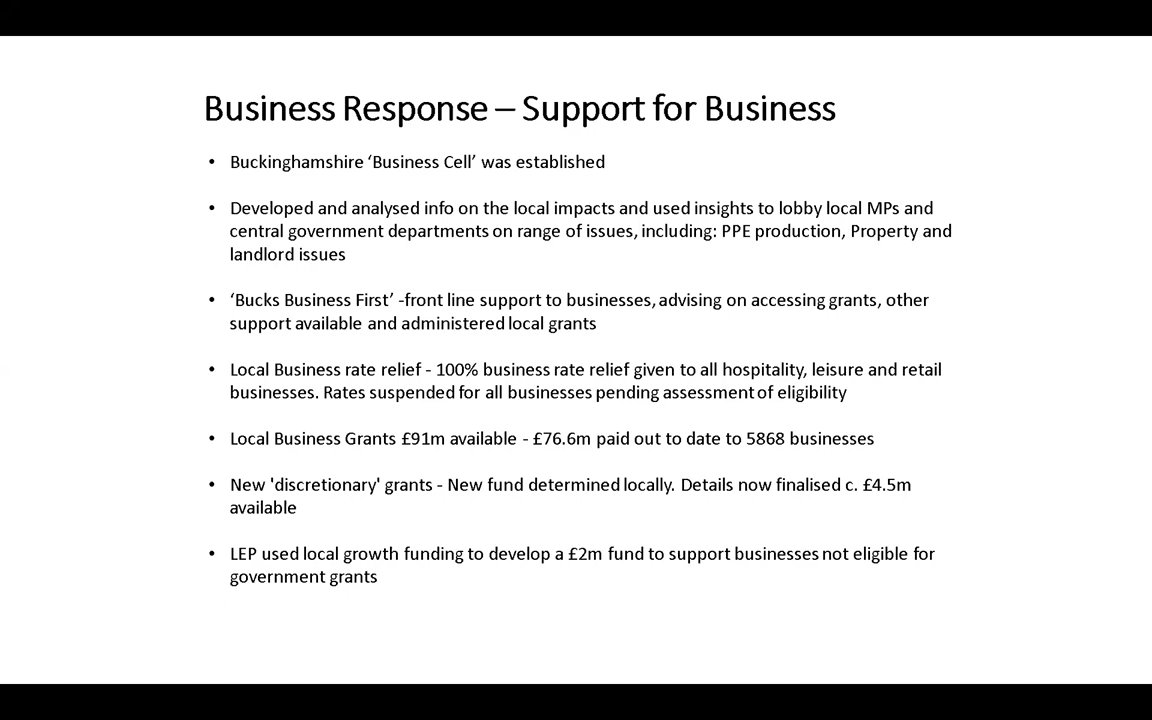 Business Response – Support for Business
• Buckinghamshire ‘Business Cell’ was established
• Developed and analysed info on the local impacts and used insights to lobby local MPs and
central government departments on range of issues, including: PPE production, Property and
landlord issues
• ‘Bucks Business First’ -front line support to businesses, advising on accessing grants, other
support available and administered local grants
• Local Business rate relief - 100% business rate relief given to all hospitality, leisure and retail
businesses. Rates suspended for all businesses pending assessment of eligibility
• Local Business Grants £91m available - £76.6m paid out to date to 5868 businesses
• New 'discretionary' grants - New fund determined locally. Details now finalised c. £4.5m
available
• LEP used local growth funding to develop a £2m fund to support businesses not eligible for
government grants